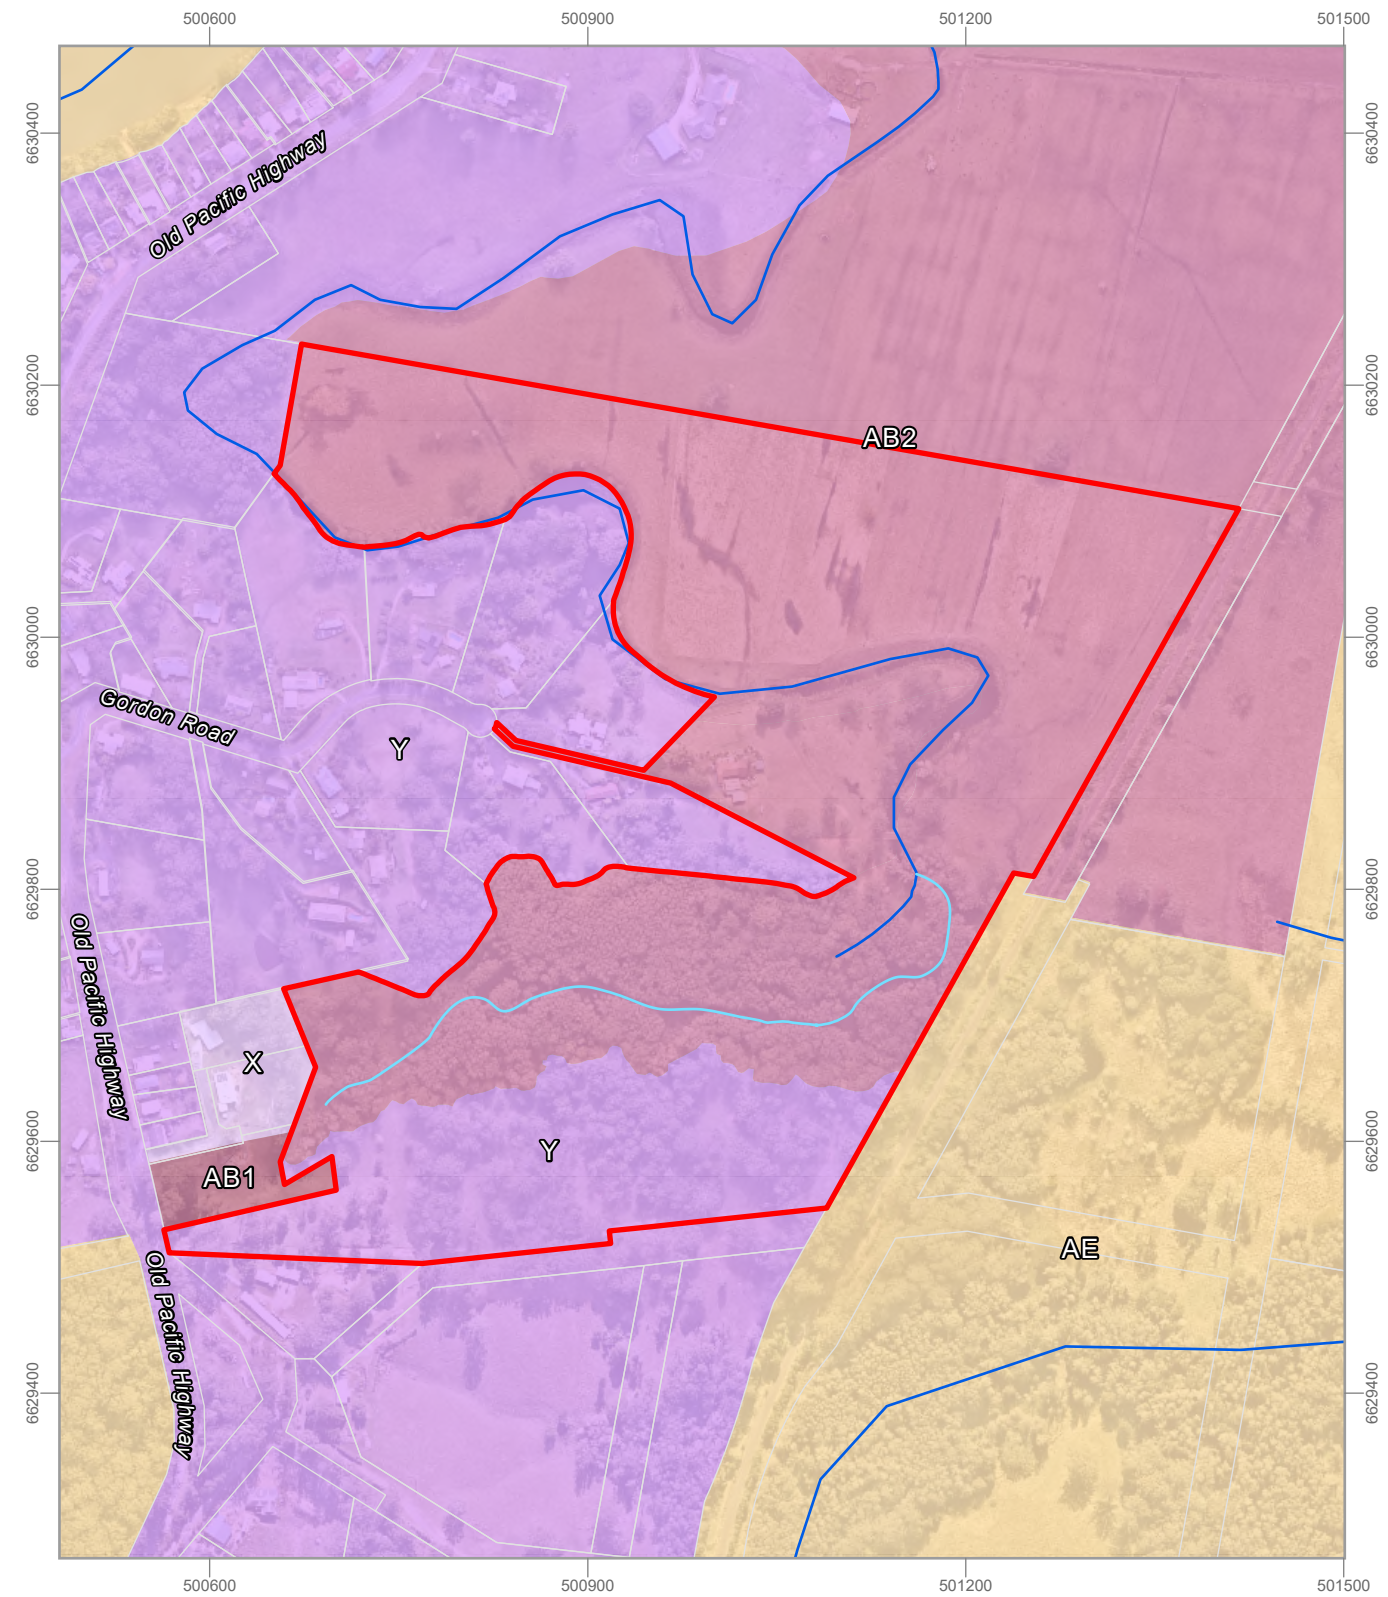 500600 500900 501200 501500
6630400 6630400
Old Pacific Highway
6630200 6630200
AB2
6630000 6630000
Gordon Road
Y
6629800 6629800
Old Pacific Highway
X
6629600 6629600
Y
AB1
AE
Old Pacific Highway
6629400 6629400
500600 500900 501200 501500